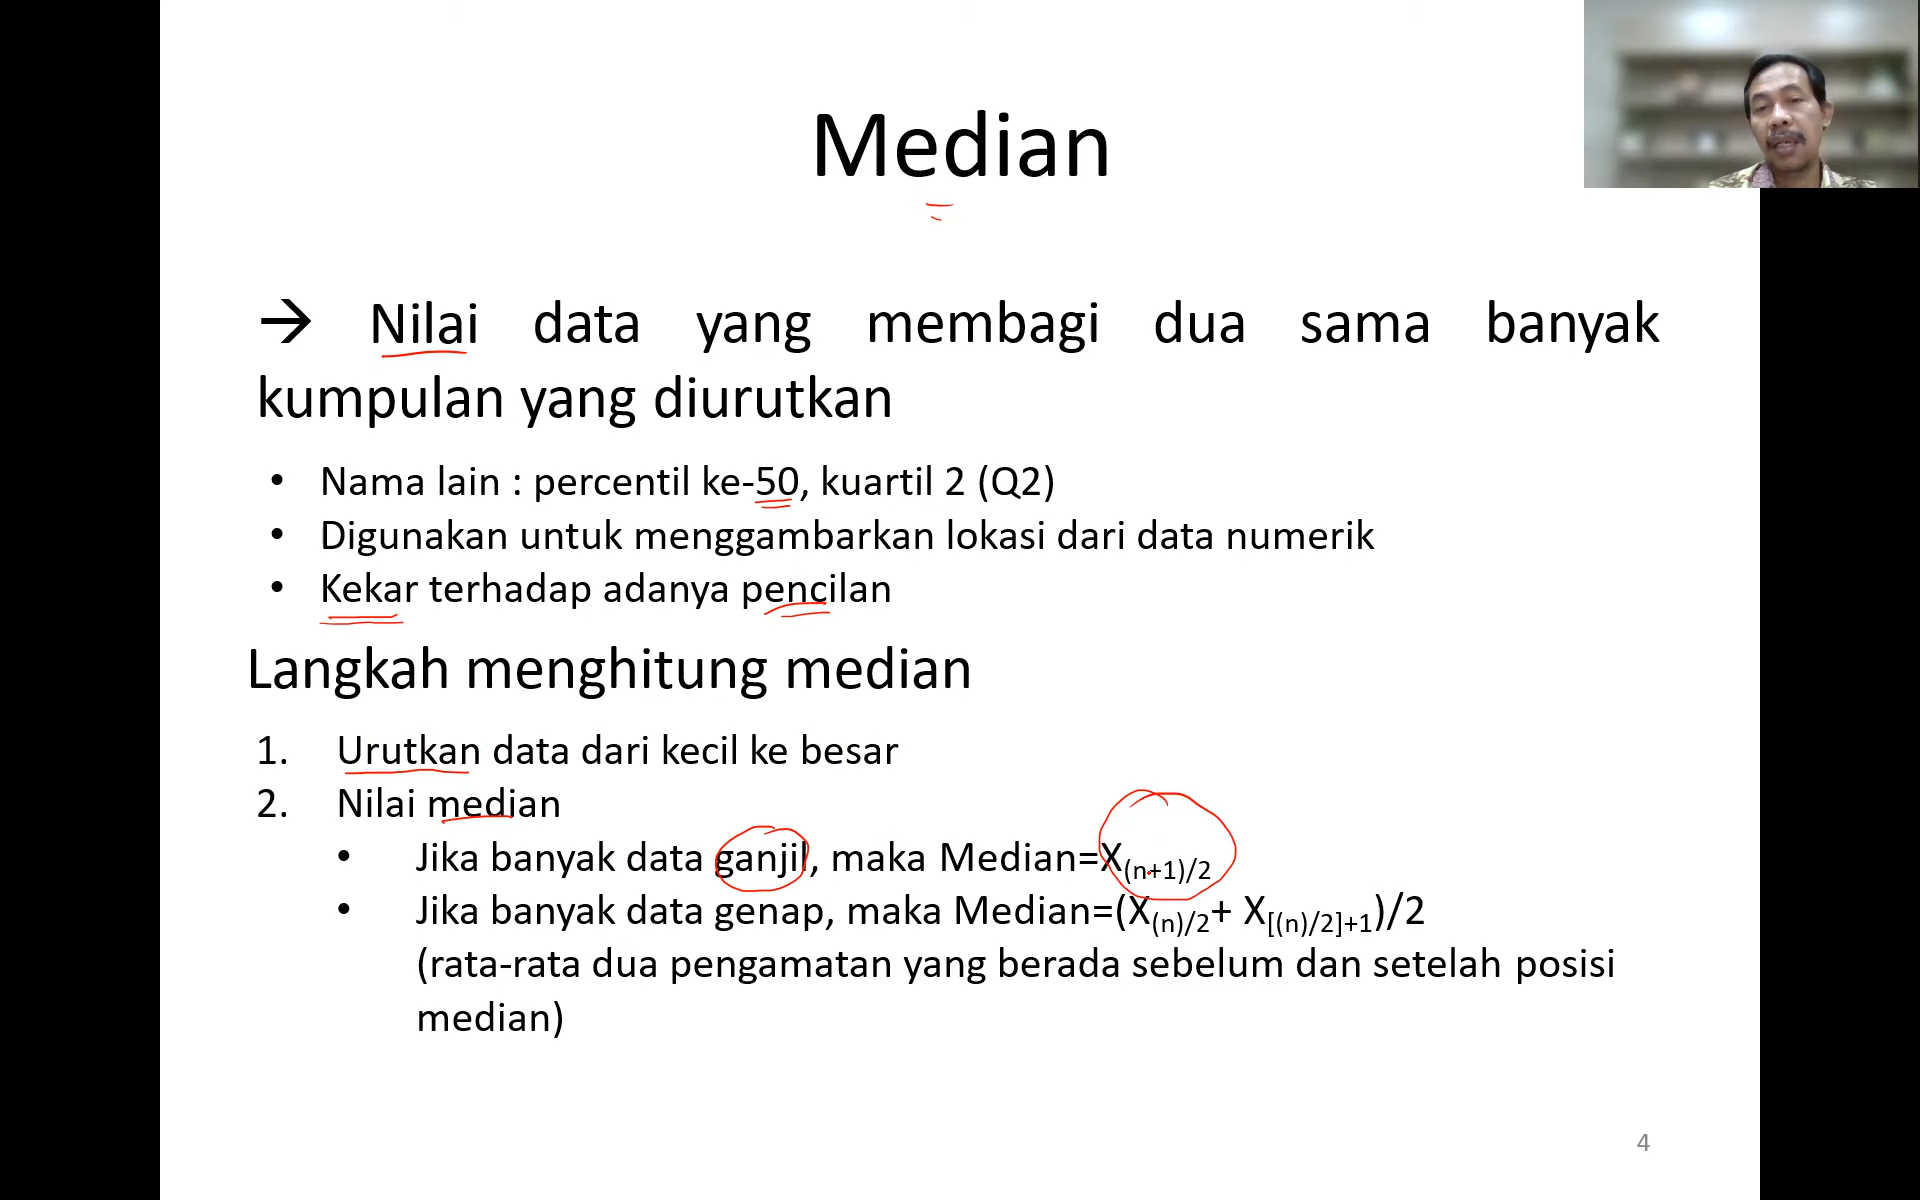 Median
→ Nilai data yang membagi dua sama banyak
kumpulan yang diurutkan
• Nama lain : percentil ke-50, kuartil 2 (Q2)
• Digunakan untuk menggambarkan lokasi dari data numerik
• Kekar terhadap adanya pencilan
Langkah menghitung median
1. Urutkan data dari kecil ke besar
2. Nilai median
• Jika banyak data ganjil, maka Median=X(n+1)/2
• Jika banyak data genap, maka Median=(X(n)/2+ X[(n)/2]+1)/2
(rata-rata dua pengamatan yang berada sebelum dan setelah posisi
median)
4